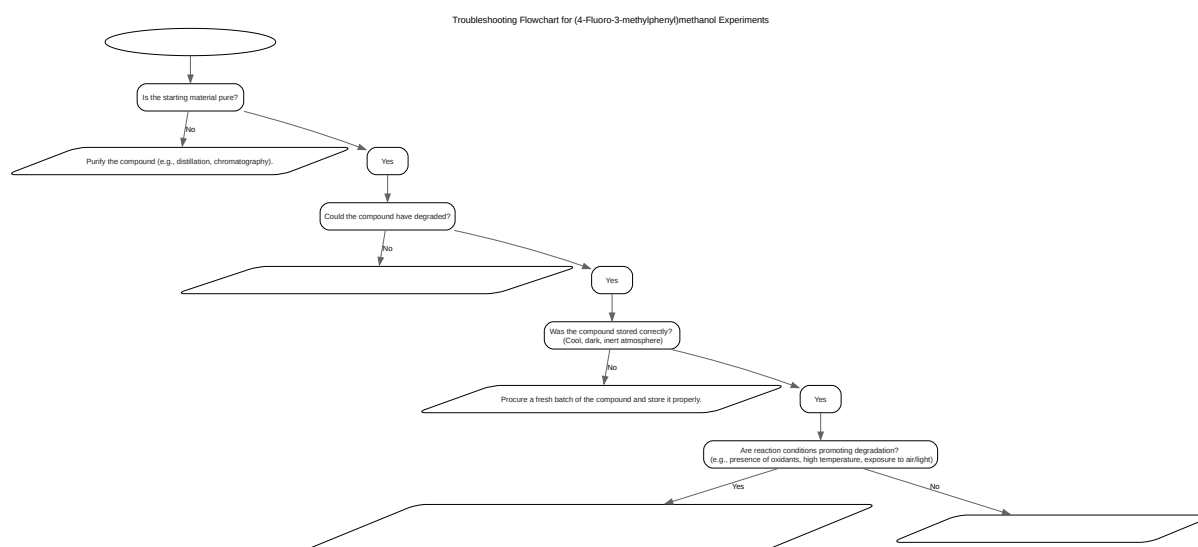 Troubleshooting Flowchart for (4-Fluoro-3-methylphenyl)methanol Experiments
Is the starting material pure?
No
Purify the compound (e.g., distillation, chromatography).
Yes
Could the compound have degraded?
No
Yes
Was the compound stored correctly?
(Cool, dark, inert atmosphere)
No
Procure a fresh batch of the compound and store it properly.
Yes
Are reaction conditions promoting degradation?
(e.g., presence of oxidants, high temperature, exposure to air/light)
Yes
No